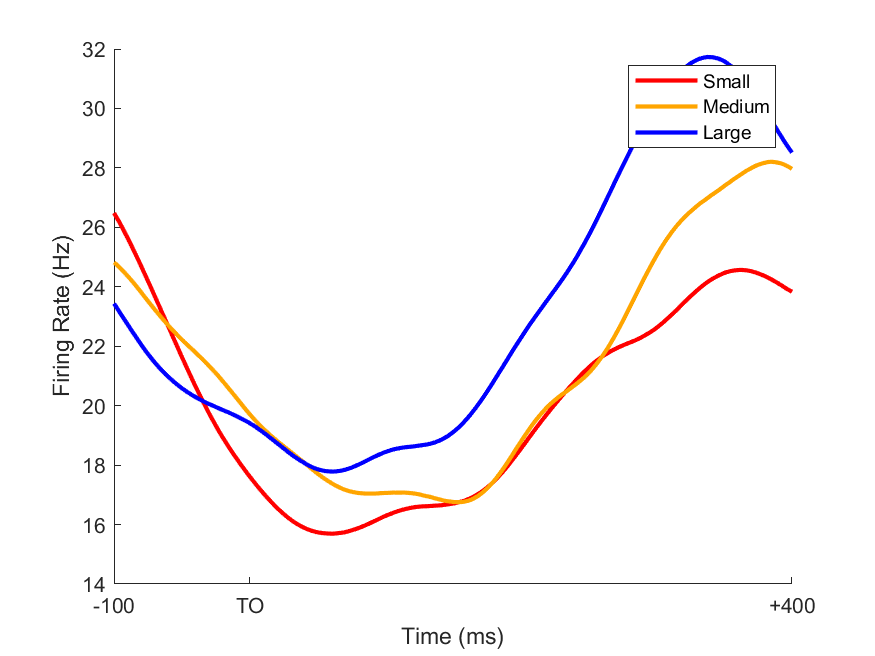 32
30
28
26
24
22
20
18
16
14
Firing Rate (Hz)
Small
Medium
Large
-100
TO
+400
Time (ms)